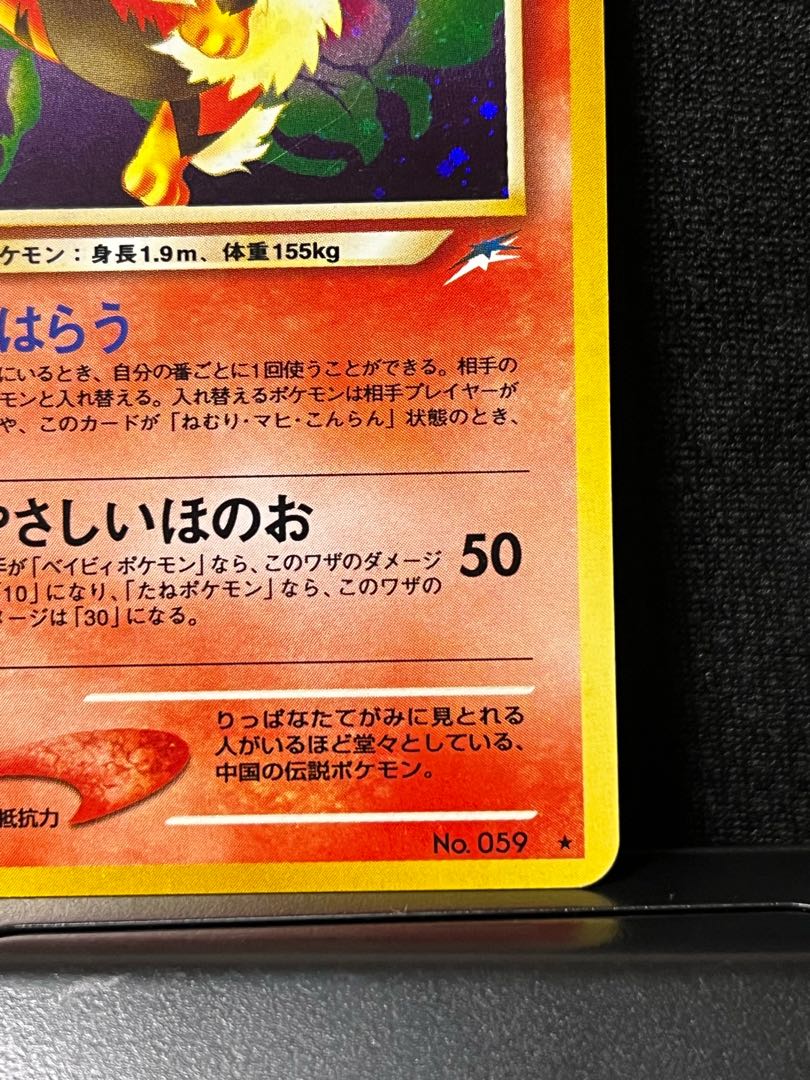 ケモン：身長1.9m、体重155kg
はらう
にいるとき、自分の番ごとに1回使うことができる。相手の
モンと入れ替える。入れ替えるポケモンは相手プレイヤーが
や、このカードが「ねむり・マヒ・こんらん」状態のとき、
やさしいほのお
50
手が「ベイビィポケモン」なら、このワザのダメージ
「10」になり、「たねポケモン」なら、このワザの
メージは「30」になる。
りっぱなたてがみに見とれる
人がいるほど堂々としている、
中国の伝説ポケモン。
抵抗力
No. 059 ★